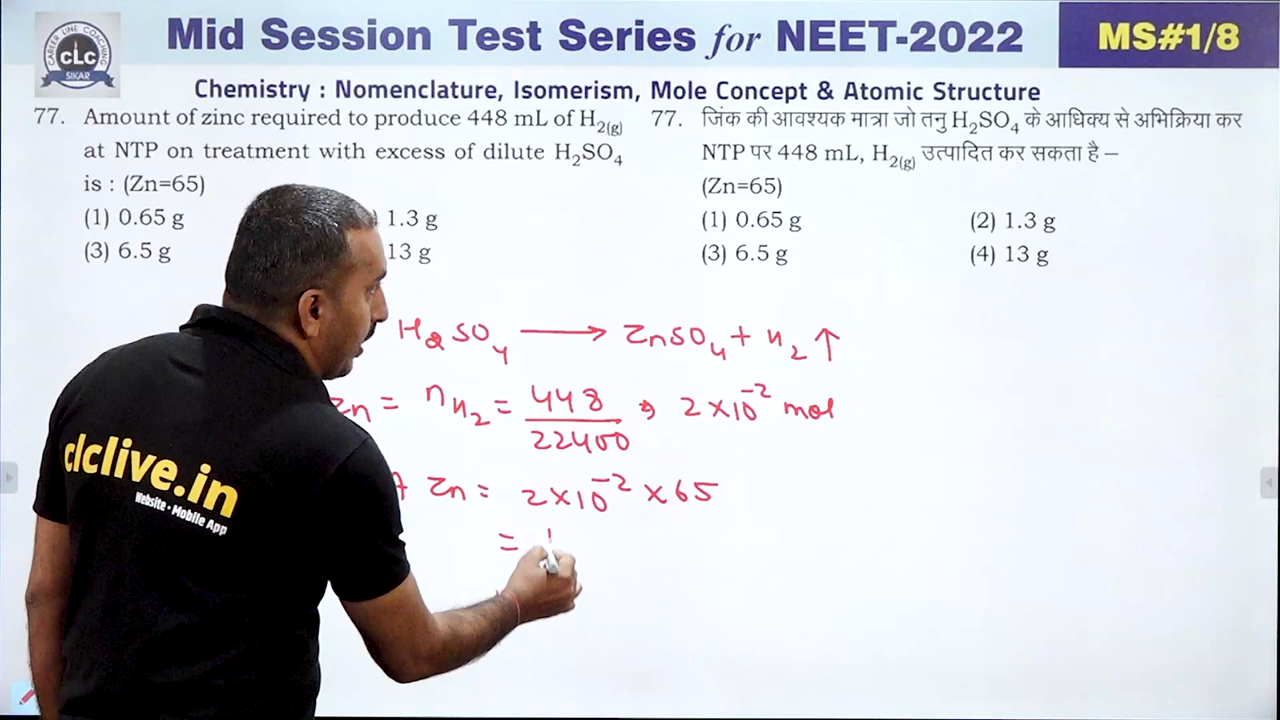 Mid Session Test Series for NEET-2022
MS#1/8
CAREER LINE COACHING
CLC
SIKAR
Chemistry : Nomenclature, Isomerism, Mole Concept & Atomic Structure
77. Amount of zinc required to produce 448 mL of H₂(g)
at NTP on treatment with excess of dilute H₂SO₄
is : (Zn=65)
(1) 0.65 g
1.3 g
(3) 6.5 g
13 g
77. जिंक की आवश्यक मात्रा जो तनु H₂SO₄ के आधिक्य से अभिक्रिया कर
NTP पर 448 mL, H₂(g) उत्पादित कर सकता है –
(Zn=65)
(1) 0.65 g
(2) 1.3 g
(3) 6.5 g
(4) 13 g
H₂SO₄ ⟶ ZnSO₄ + H₂ ↑
Zn = nH₂ = 448/22400 ⇒ 2×10⁻² mol
Zn = 2×10⁻² × 65
=
clclive.in
Website • Mobile App